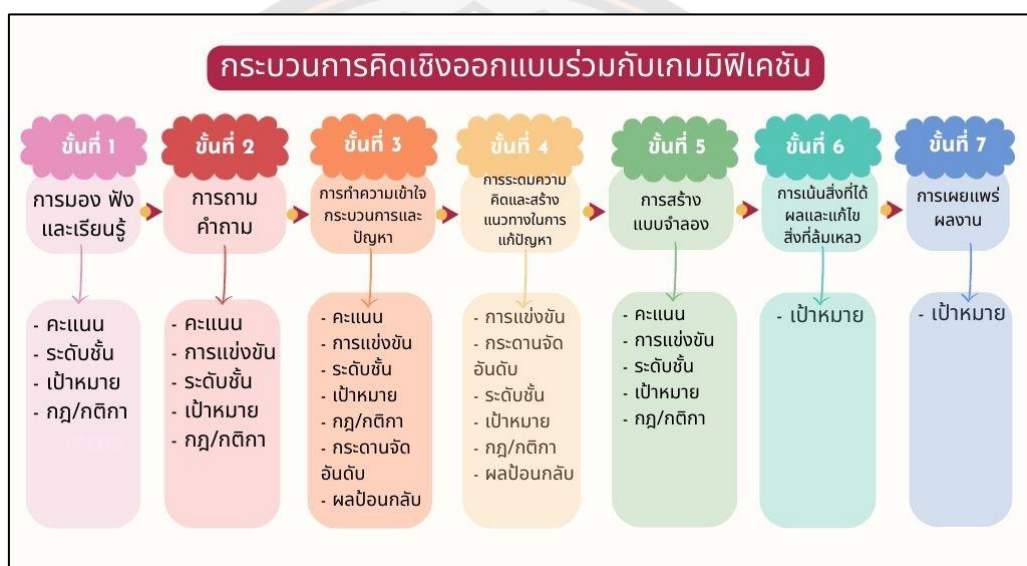 กระบวนการคิดเชิงออกแบบร่วมกับเกมมิฟิเคชัน
ขั้นที่ 1
การมอง ฟัง
และเรียนรู้
- คะแนน
- ระดับชั้น
- เป้าหมาย
- กฎ/กติกา
ขั้นที่ 2
การถาม
คำถาม
- คะแนน
- การแข่งขัน
- ระดับชั้น
- เป้าหมาย
- กฎ/กติกา
ขั้นที่ 3
การทำความเข้าใจ
กระบวนการและ
ปัญหา
- คะแนน
- การแข่งขัน
- ระดับชั้น
- เป้าหมาย
- กฎ/กติกา
- กระดานจัด
อันดับ
- ผลป้อนกลับ
ขั้นที่ 4
การระดมความ
คิดและสร้าง
แนวทางในการ
แก้ปัญหา
- การแข่งขัน
- กระดานจัด
อันดับ
- ระดับชั้น
- เป้าหมาย
- กฎ/กติกา
- ผลป้อนกลับ
ขั้นที่ 5
การสร้าง
แบบจำลอง
- คะแนน
- การแข่งขัน
- ระดับชั้น
- เป้าหมาย
- กฎ/กติกา
ขั้นที่ 6
การเน้นสิ่งที่ได้
ผลและแก้ไข
สิ่งที่ล้มเหลว
- เป้าหมาย
ขั้นที่ 7
การเผยแพร่
ผลงาน
- เป้าหมาย